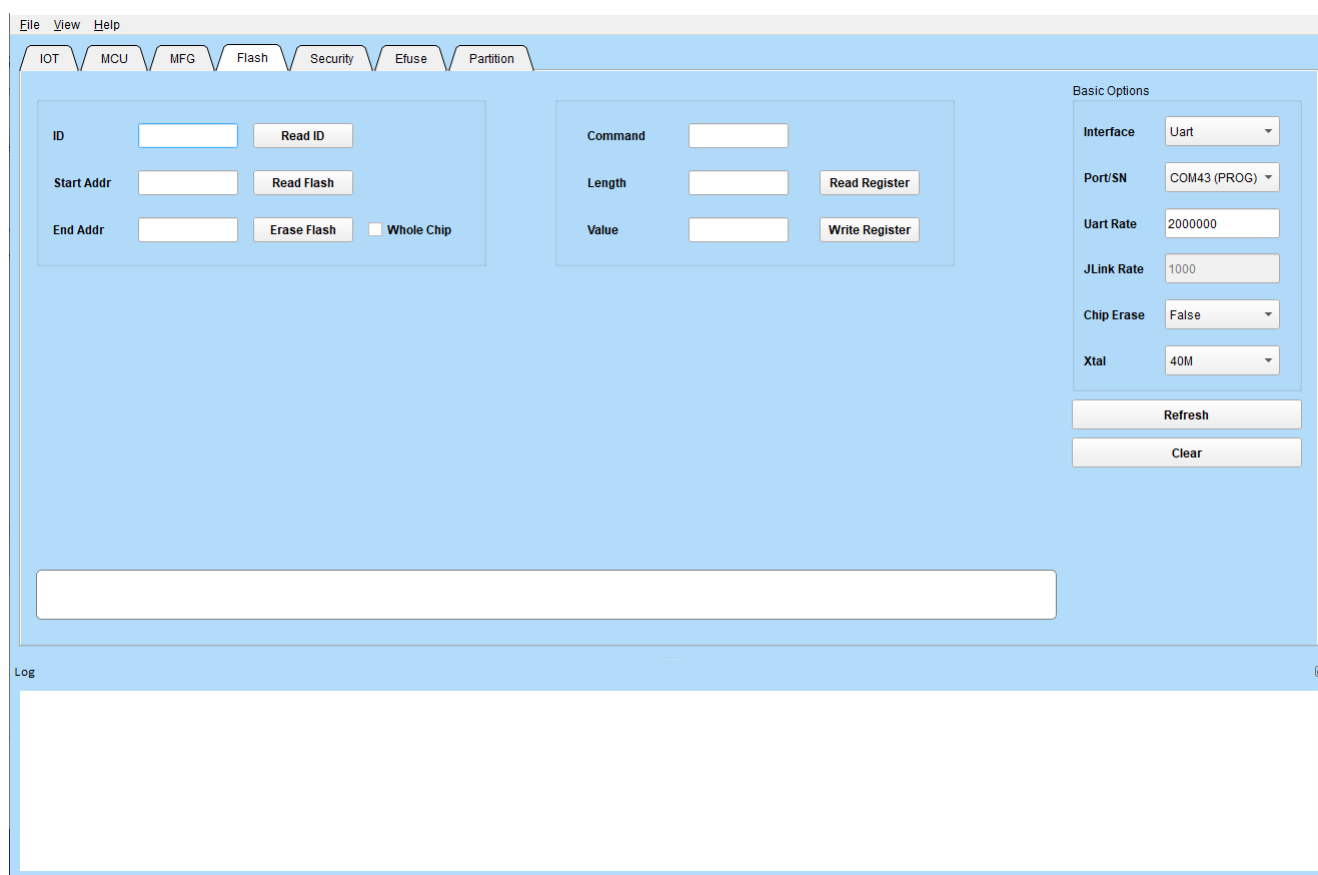 File View Help
IOT MCU MFG Flash Security Efuse Partition
ID Read ID
Start Addr Read Flash
End Addr Erase Flash Whole Chip
Command
Length Read Register
Value Write Register
Basic Options
Interface Uart
Port/SN COM43 (PROG)
Uart Rate 2000000
JLink Rate 1000
Chip Erase False
Xtal 40M
Refresh
Clear
Log